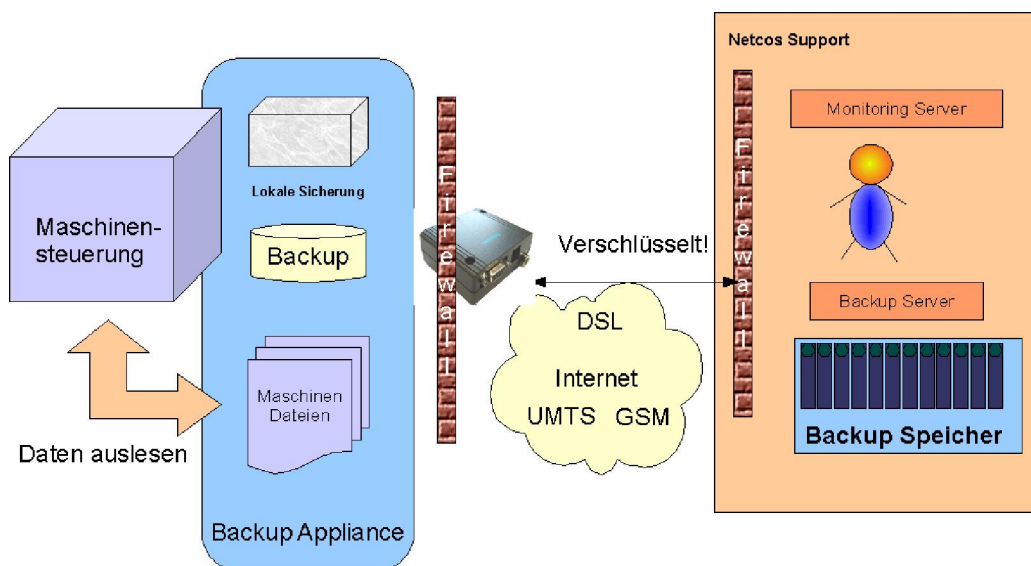 Netcos Support
Monitoring Server
Lokale Sicherung
Maschinen-
steuerung
Backup
Firewall
Firewall
Verschlüsselt!
Backup Server
DSL
Internet
UMTS GSM
Maschinen
Dateien
Backup Speicher
Daten auslesen
Backup Appliance